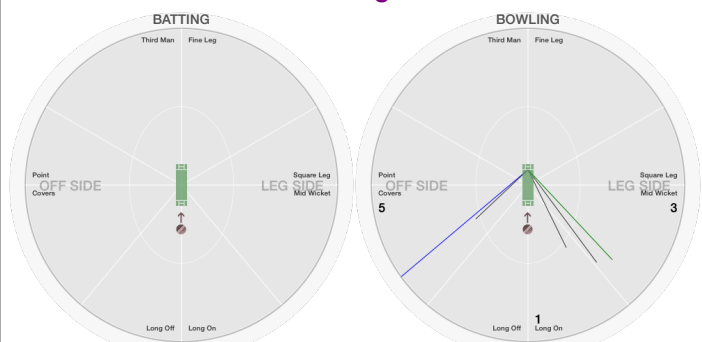 BATTING
Third Man Fine Leg
Point
OFF SIDE
Covers
Square Leg
LEG SIDE
Mid Wicket
Long Off Long On
BOWLING
Third Man Fine Leg
Point
OFF SIDE
Covers
5
Square Leg
LEG SIDE
Mid Wicket
3
1
Long Off Long On